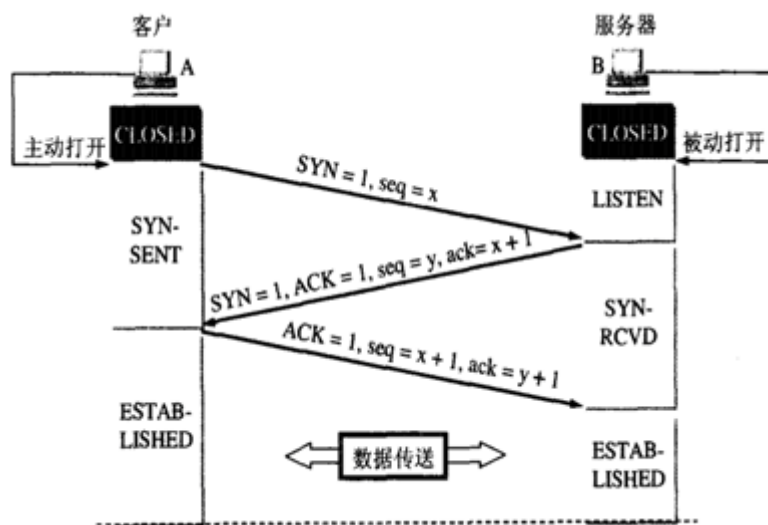 客户
服务器
A
B
CLOSED
CLOSED
主动打开
被动打开
SYN = 1, seq = x
LISTEN
SYN-
SENT
SYN = 1, ACK = 1, seq = y, ack= x + 1
SYN-
RCVD
ACK = 1, seq = x + 1, ack = y + 1
ESTAB-
LISHED
数据传送
ESTAB-
LISHED